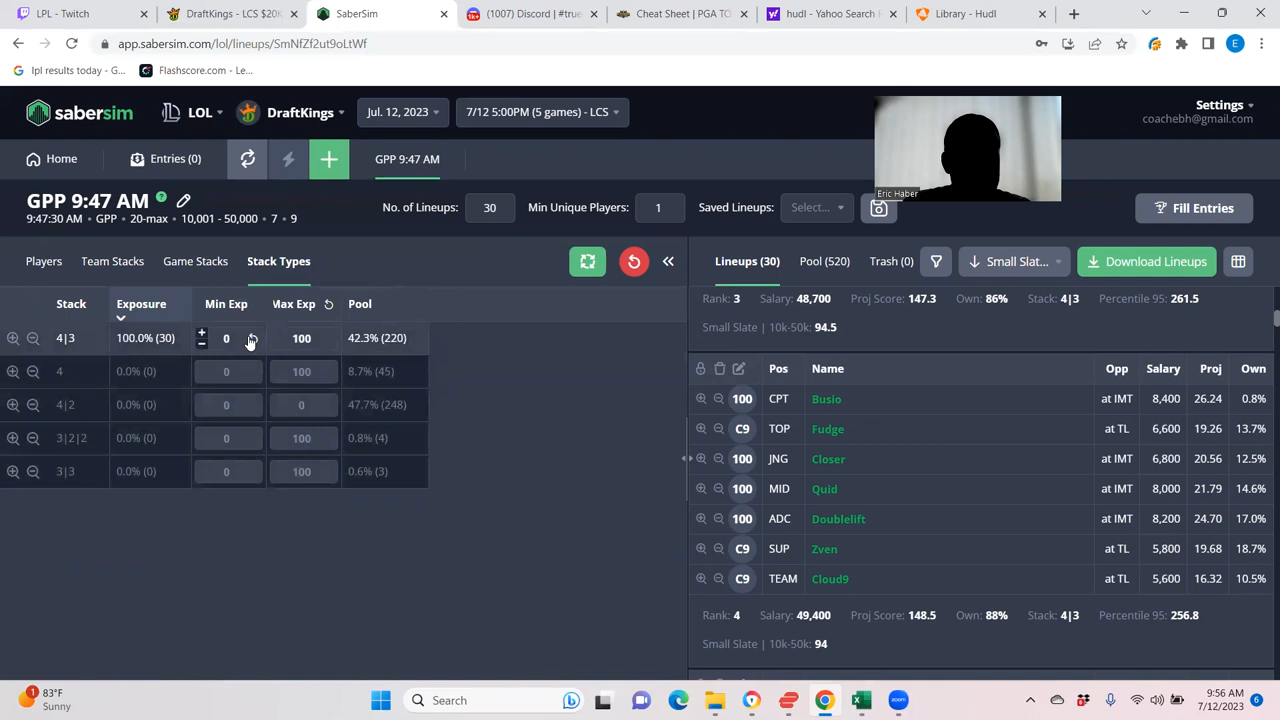 LPL - Twitch
DraftKings - LCS $20K
SaberSim
(1007) Discord | #true
Cheat Sheet | PGA TO
hudl - Yahoo Search
Library - Hudl
app.sabersim.com/lol/lineups/SmNfZf2ut9oLtWf
E
lpl results today - G...
Flashscore.com - Le...
sabersim
LOL
DraftKings
Jul. 12, 2023
7/12 5:00PM (5 games) - LCS
Settings
coachebh@gmail.com
Home
Entries (0)
GPP 9:47 AM
Eric Haber
GPP 9:47 AM
9:47:30 AM • GPP • 20-max • 10,001 - 50,000 • 7 • 9
No. of Lineups: 30
Min Unique Players: 1
Saved Lineups: Select...
Fill Entries
Players Team Stacks Game Stacks Stack Types
Lineups (30) Pool (520) Trash (0)
Small Slat...
Download Lineups
Stack Exposure Min Exp Max Exp Pool
4|3 100.0% (30) 0 100 42.3% (220)
4 0.0% (0) 0 100 8.7% (45)
4|2 0.0% (0) 0 0 47.7% (248)
3|2|2 0.0% (0) 0 100 0.8% (4)
3|3 0.0% (0) 0 100 0.6% (3)
Rank: 3 Salary: 48,700 Proj Score: 147.3 Own: 86% Stack: 4|3 Percentile 95: 261.5
Small Slate | 10k-50k: 94.5
Pos Name Opp Salary Proj Own
100 CPT Busio at IMT 8,400 26.24 0.8%
C9 TOP Fudge at TL 6,600 19.26 13.7%
100 JNG Closer at IMT 6,800 20.56 12.5%
100 MID Quid at IMT 8,000 21.79 14.6%
100 ADC Doublelift at IMT 8,200 24.70 17.0%
C9 SUP Zven at TL 5,800 19.68 18.7%
C9 TEAM Cloud9 at TL 5,600 16.32 10.5%
Rank: 4 Salary: 49,400 Proj Score: 148.5 Own: 88% Stack: 4|3 Percentile 95: 256.8
Small Slate | 10k-50k: 94
1
83°F
Sunny
Search
9:56 AM
7/12/2023
6